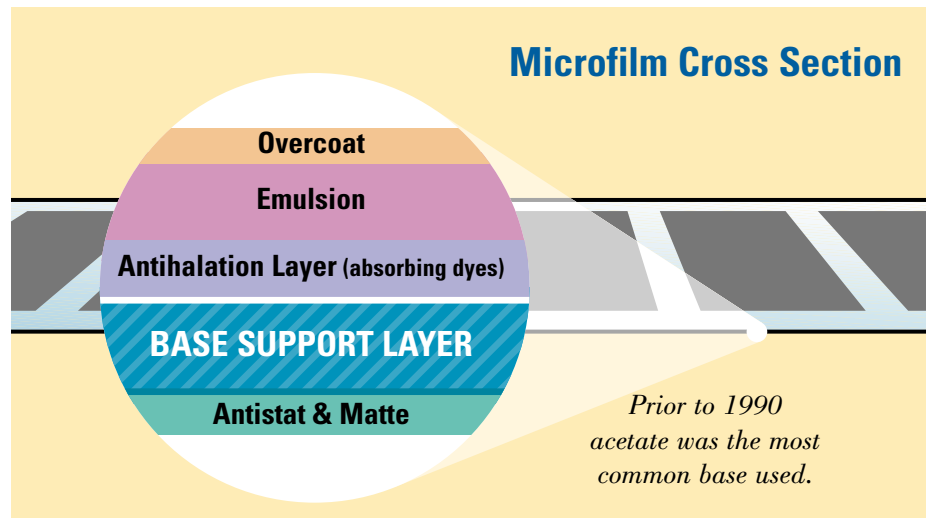 Microfilm Cross Section
Overcoat
Emulsion
Antihalation Layer (absorbing dyes)
BASE SUPPORT LAYER
Antistat & Matte
Prior to 1990
acetate was the most
common base used.